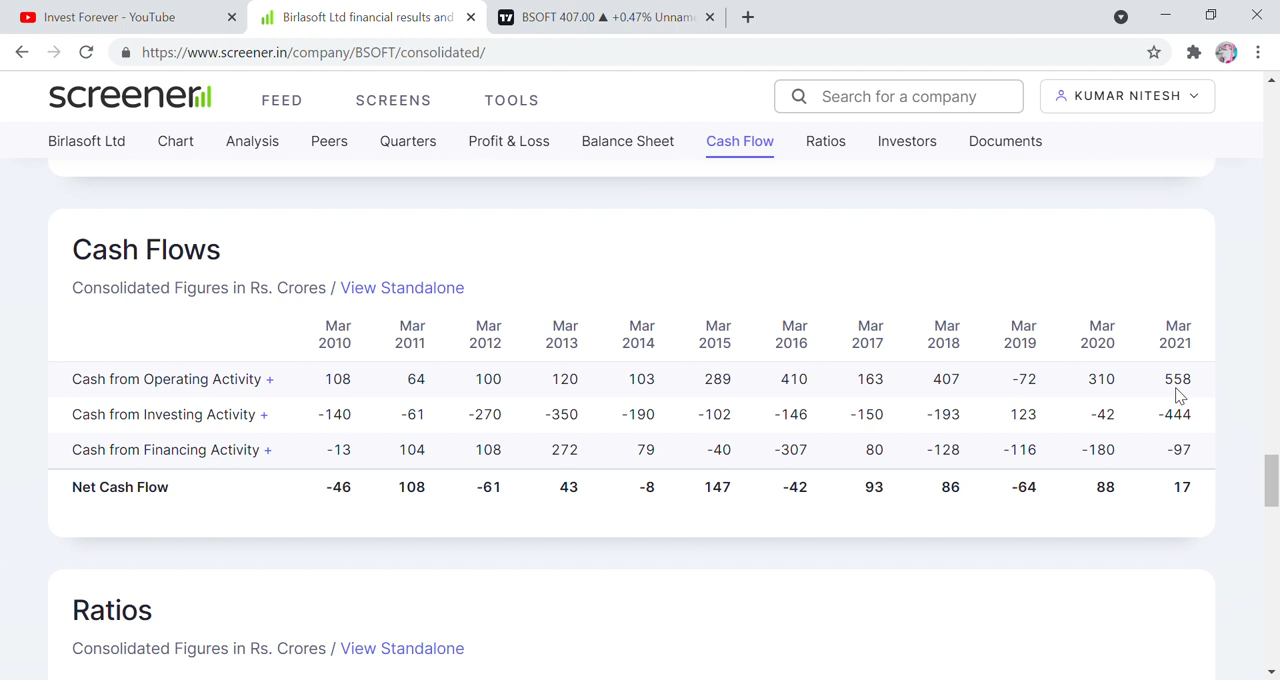 Invest Forever - YouTube
Birlasoft Ltd financial results and
BSOFT 407.00 ▲ +0.47% Unnam
https://www.screener.in/company/BSOFT/consolidated/
screener
FEED SCREENS TOOLS
Search for a company
KUMAR NITESH
Birlasoft Ltd Chart Analysis Peers Quarters Profit & Loss Balance Sheet Cash Flow Ratios Investors Documents
Cash Flows
Consolidated Figures in Rs. Crores / View Standalone
Mar 2010 Mar 2011 Mar 2012 Mar 2013 Mar 2014 Mar 2015 Mar 2016 Mar 2017 Mar 2018 Mar 2019 Mar 2020 Mar 2021
Cash from Operating Activity + 108 64 100 120 103 289 410 163 407 -72 310 558
Cash from Investing Activity + -140 -61 -270 -350 -190 -102 -146 -150 -193 123 -42 -444
Cash from Financing Activity + -13 104 108 272 79 -40 -307 80 -128 -116 -180 -97
Net Cash Flow -46 108 -61 43 -8 147 -42 93 86 -64 88 17
Ratios
Consolidated Figures in Rs. Crores / View Standalone